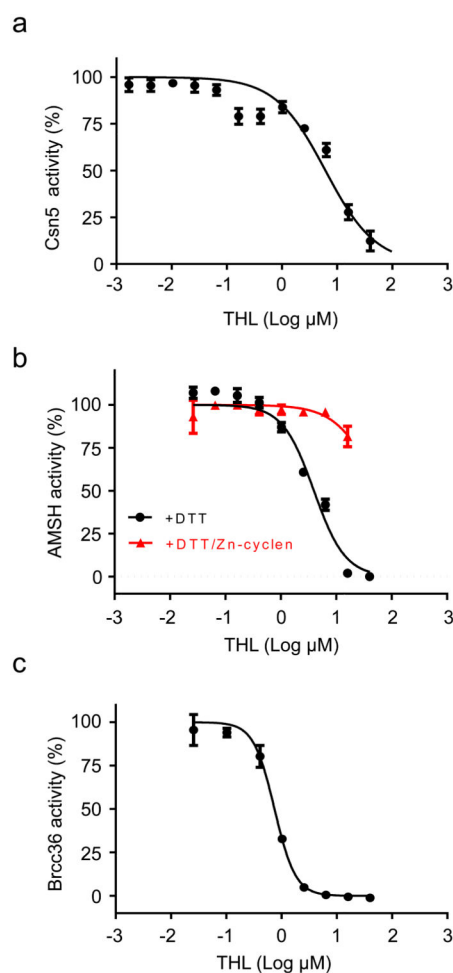 a
Csn5 activity (%)
100
75
50
25
0
-3 -2 -1 0 1 2 3
THL (Log µM)
b
AMSH activity (%)
100
75
50
25
0
+DTT
+DTT/Zn-cyclen
-3 -2 -1 0 1 2 3
THL (Log µM)
c
Brcc36 activity (%)
100
75
50
25
0
-3 -2 -1 0 1 2 3
THL (Log µM)